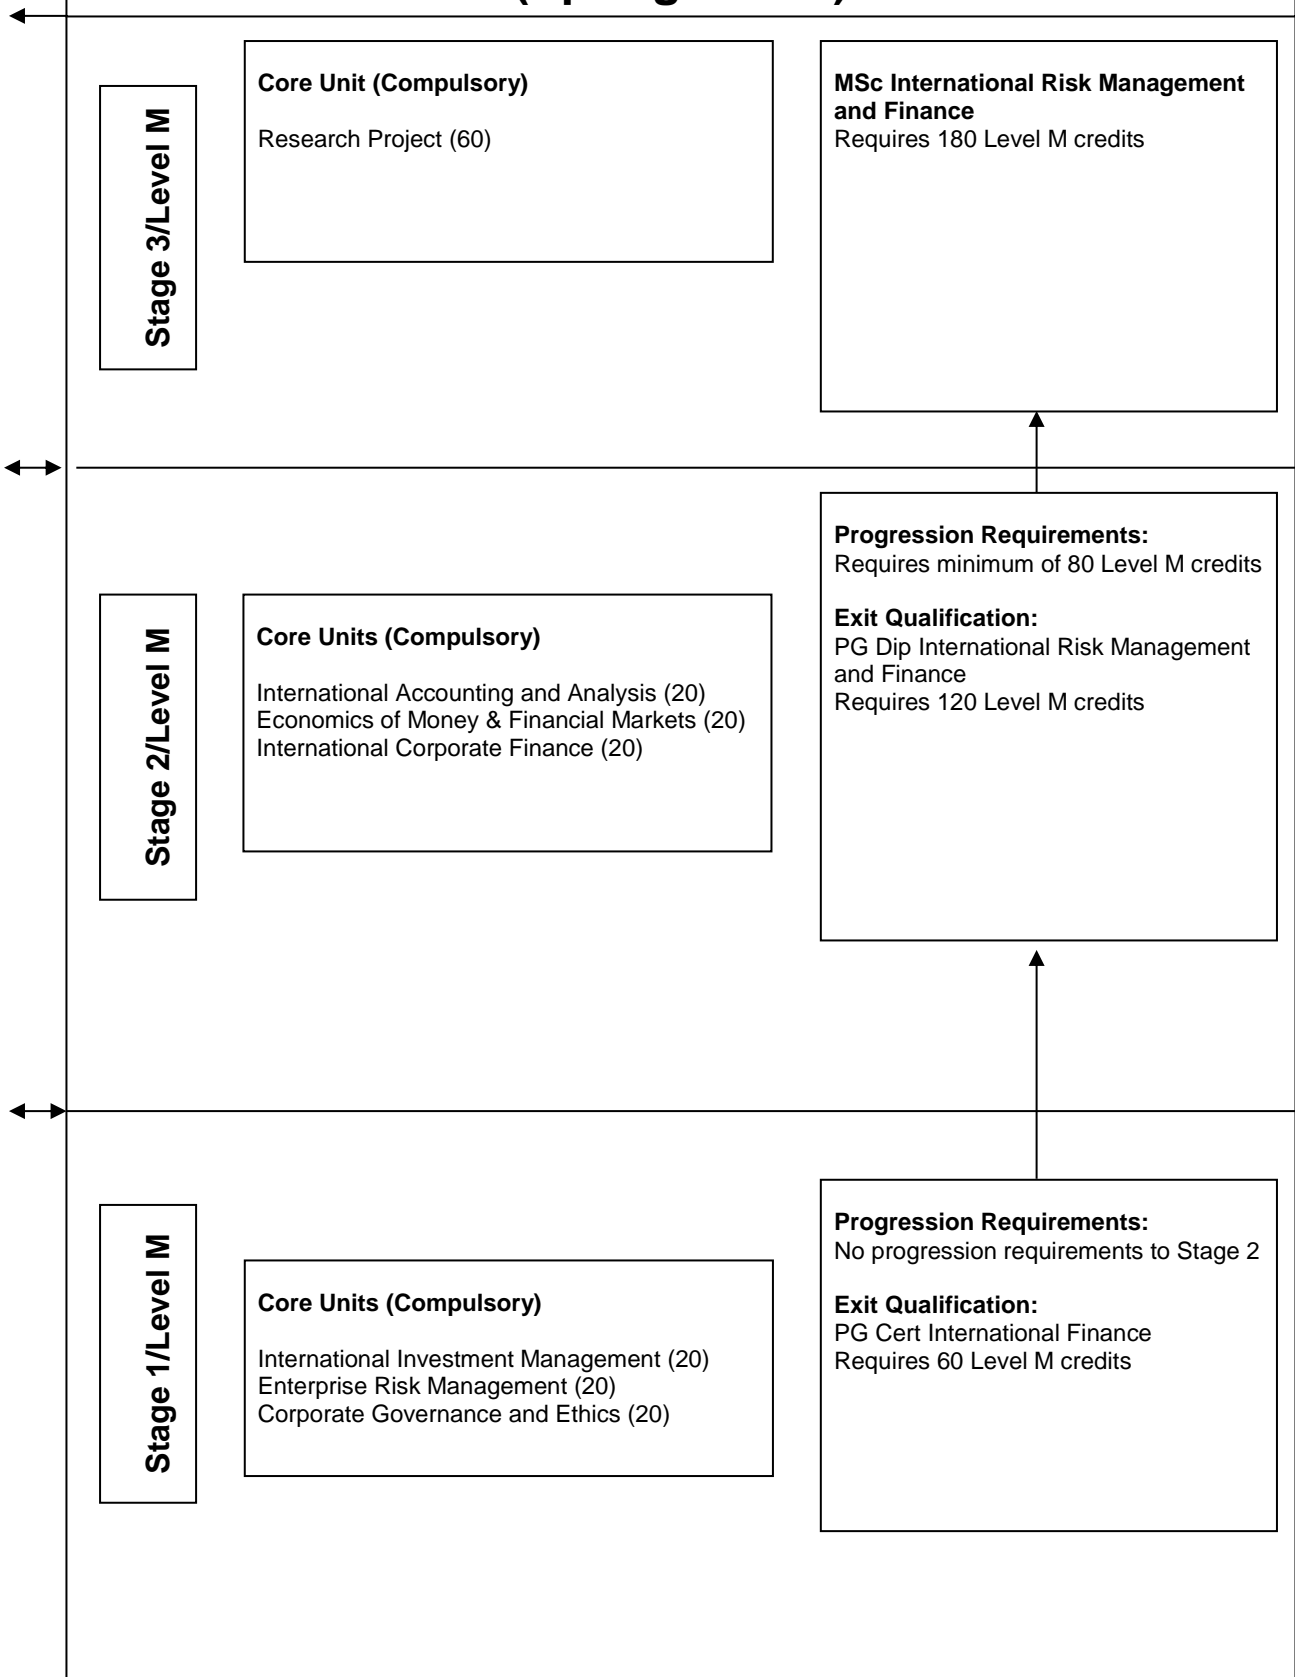 Stage 3/Level M
Core Unit (Compulsory)
Research Project (60)
MSc International Risk Management
and Finance
Requires 180 Level M credits
Stage 2/Level M
Core Units (Compulsory)
International Accounting and Analysis (20)
Economics of Money & Financial Markets (20)
International Corporate Finance (20)
Progression Requirements:
Requires minimum of 80 Level M credits
Exit Qualification:
PG Dip International Risk Management
and Finance
Requires 120 Level M credits
Stage 1/Level M
Core Units (Compulsory)
International Investment Management (20)
Enterprise Risk Management (20)
Corporate Governance and Ethics (20)
Progression Requirements:
No progression requirements to Stage 2
Exit Qualification:
PG Cert International Finance
Requires 60 Level M credits